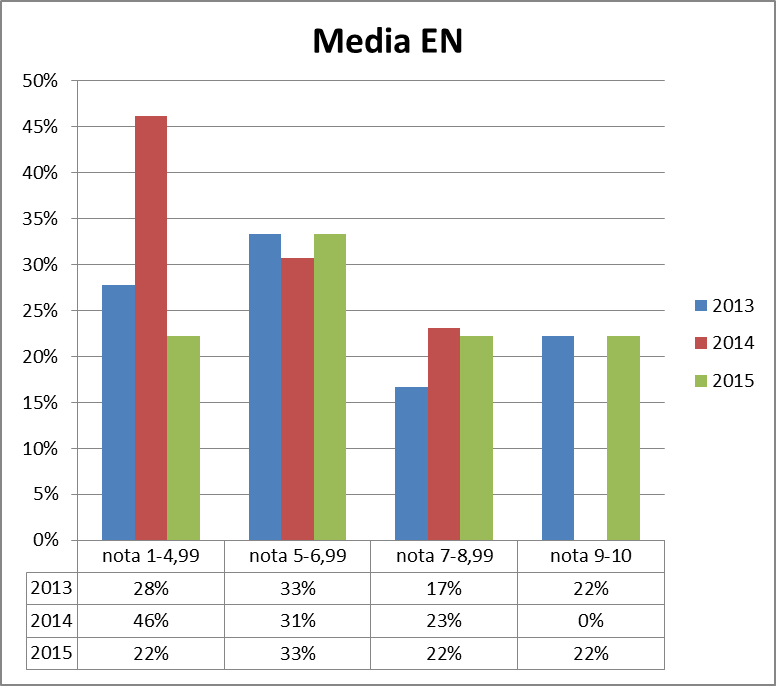 Media EN
50%
45%
40%
35%
30%
25%
20%
15%
10%
5%
0%
2013
2014
2015
nota 1-4,99 nota 5-6,99 nota 7-8,99 nota 9-10
2013 28% 33% 17% 22%
2014 46% 31% 23% 0%
2015 22% 33% 22% 22%